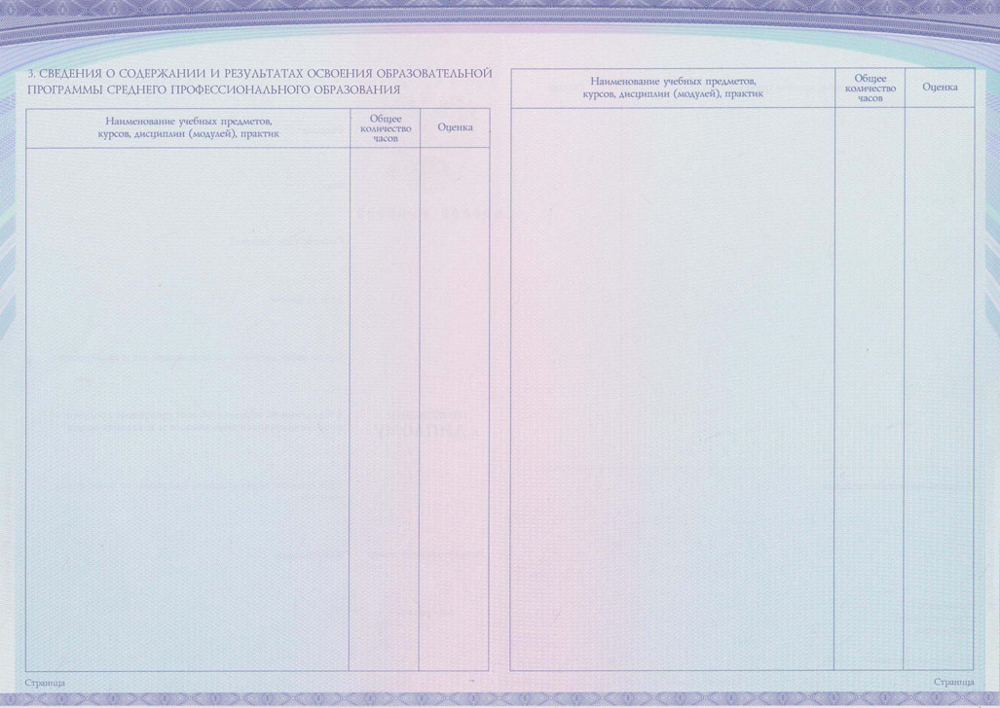 3. СВЕДЕНИЯ О СОДЕРЖАНИИ И РЕЗУЛЬТАТАХ ОСВОЕНИЯ ОБРАЗОВАТЕЛЬНОЙ
ПРОГРАММЫ СРЕДНЕГО ПРОФЕССИОНАЛЬНОГО ОБРАЗОВАНИЯ
Наименование учебных предметов,
курсов, дисциплин (модулей), практик
Общее
количество
часов
Оценка
Страница
Наименование учебных предметов,
курсов, дисциплин (модулей), практик
Общее
количество
часов
Оценка
Страница